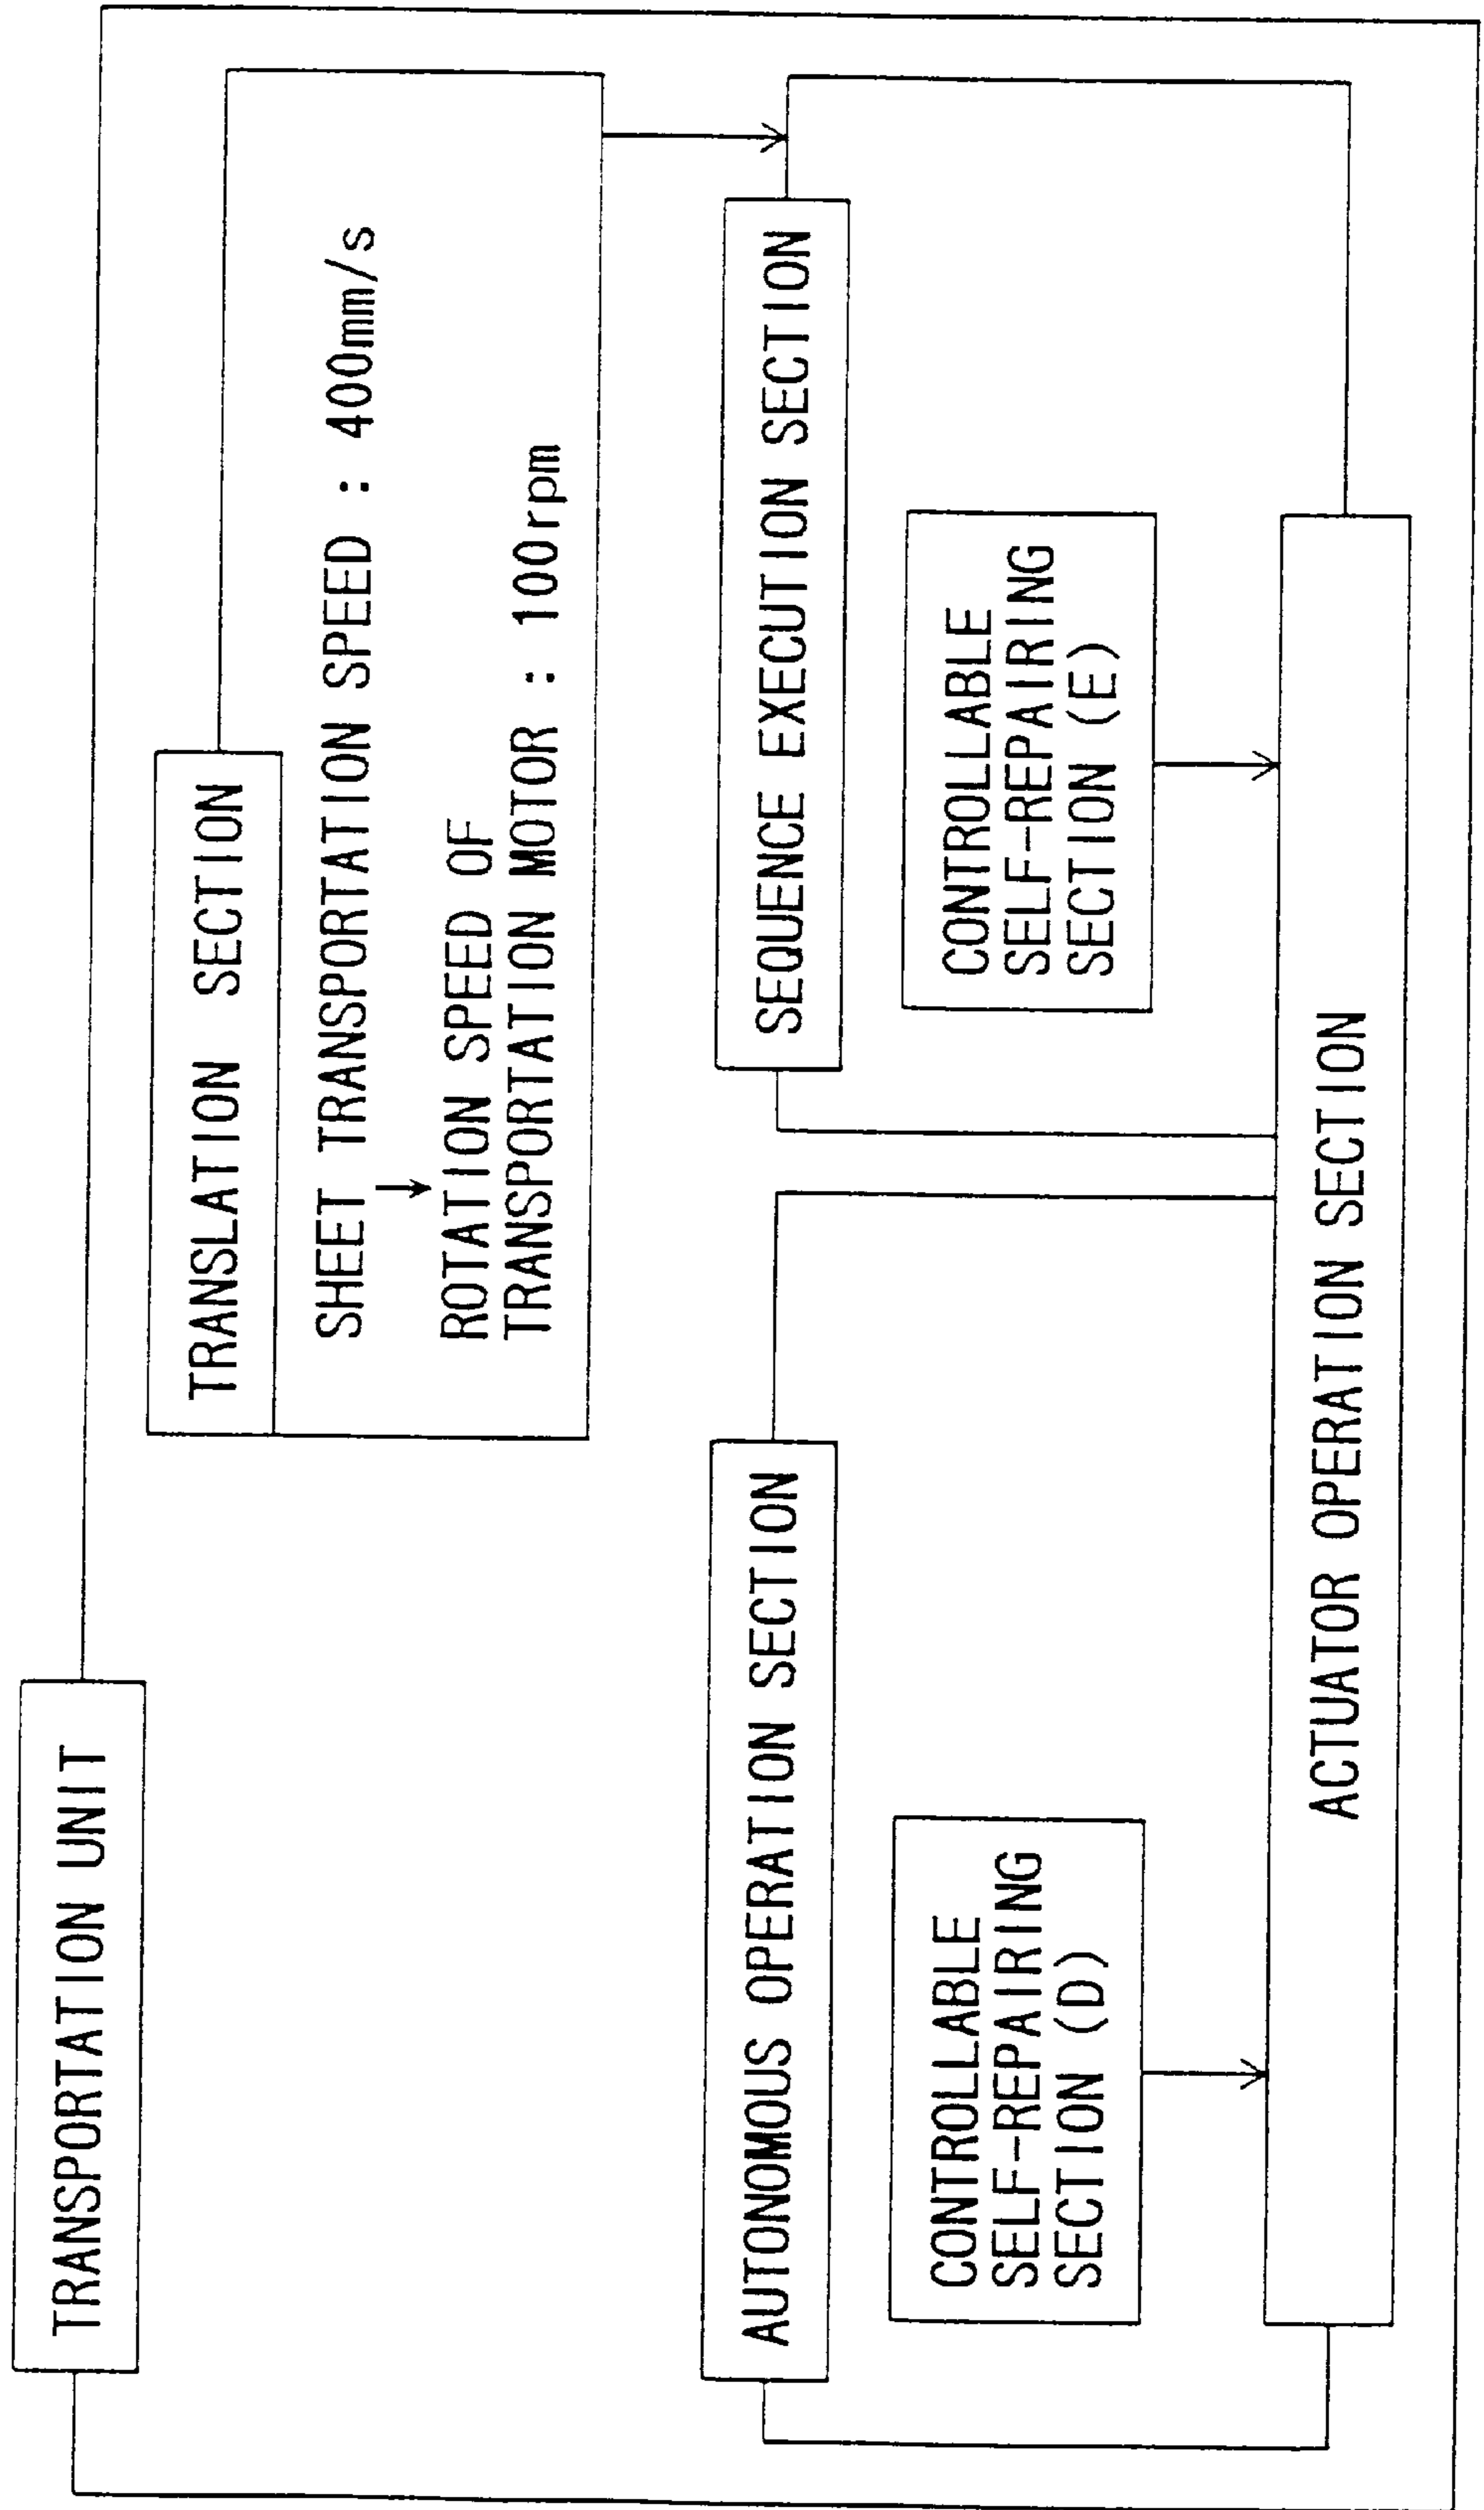 TRANSPORTATION UNIT
TRANSLATION SECTION
SHEET TRANSPORTATION SPEED : 400mm/s
ROTATION SPEED OF
TRANSPORTATION MOTOR : 100rpm
AUTONOMOUS OPERATION SECTION
CONTROLLABLE
SELF-REPAIRING
SECTION (D)
SEQUENCE EXECUTION SECTION
CONTROLLABLE
SELF-REPAIRING
SECTION (E)
ACTUATOR OPERATION SECTION